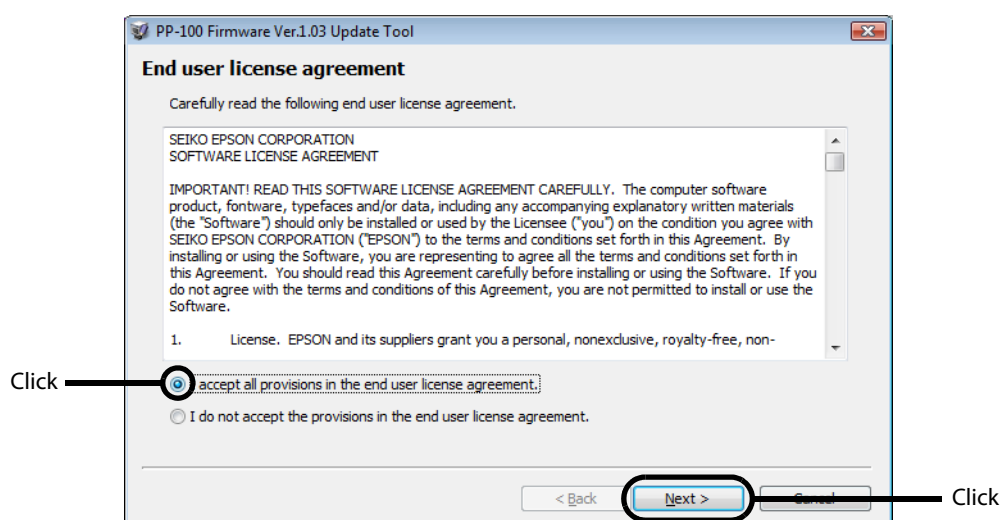 PP-100 Firmware Ver.1.03 Update Tool
End user license agreement
Carefully read the following end user license agreement.
SEIKO EPSON CORPORATION
SOFTWARE LICENSE AGREEMENT
IMPORTANT! READ THIS SOFTWARE LICENSE AGREEMENT CAREFULLY. The computer software
product, fontware, typefaces and/or data, including any accompanying explanatory written materials
(the "Software") should only be installed or used by the Licensee ("you") on the condition you agree with
SEIKO EPSON CORPORATION ("EPSON") to the terms and conditions set forth in this Agreement. By
installing or using the Software, you are representing to agree all the terms and conditions set forth in
this Agreement. You should read this Agreement carefully before installing or using the Software. If you
do not agree with the terms and conditions of this Agreement, you are not permitted to install or use the
Software.
1. License. EPSON and its suppliers grant you a personal, nonexclusive, royalty-free, non-
Click
I accept all provisions in the end user license agreement.
I do not accept the provisions in the end user license agreement.
< Back
Next >
Cancel
Click